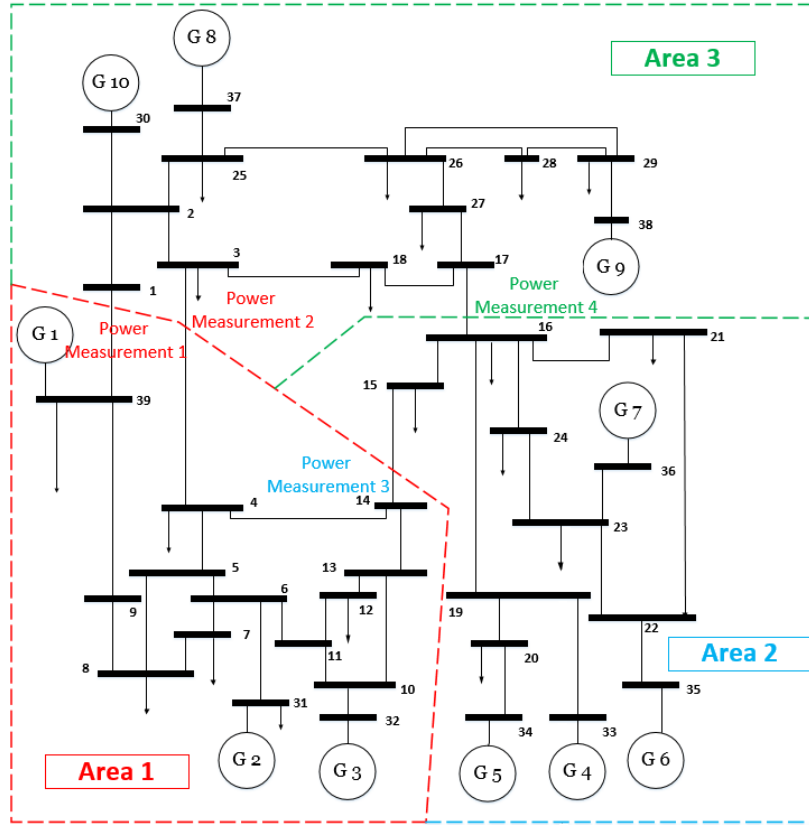 G 8
Area 3
G 10
37
30
26
28
29
25
27
38
2
3
18
17
G 9
1
Power
Measurement 2
Power
Measurement 4
Power
Measurement 1
G 1
16
21
15
39
G 7
24
36
Power
Measurement 3
4
14
23
5
13
6
12
9
7
19
22
11
20
8
10
Area 2
31
32
35
34
33
Area 1
G 2
G 3
G 5
G 4
G 6